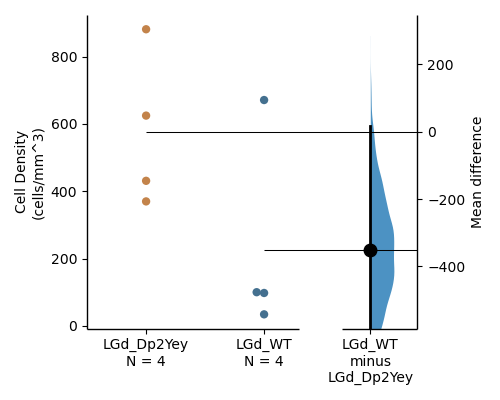 Cell Density
(cells/mm^3)
800
600
400
200
0
LGd_Dp2Yey
N = 4
LGd_WT
N = 4
LGd_WT
minus
LGd_Dp2Yey
200
0
−200
−400
Mean difference